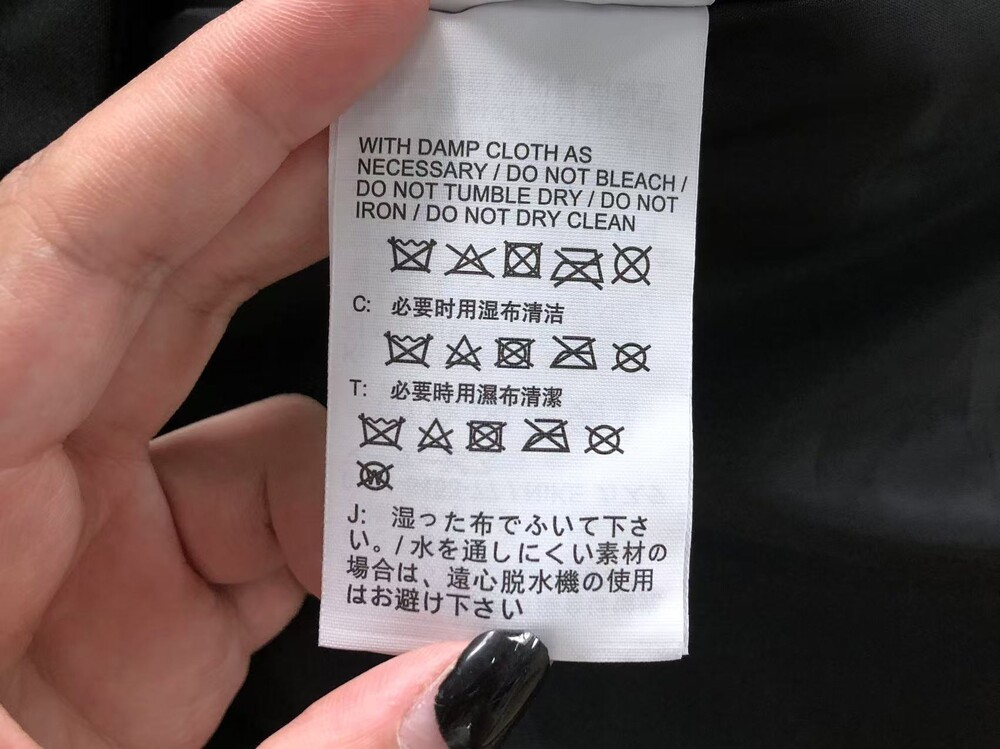 WITH DAMP CLOTH AS
NECESSARY / DO NOT BLEACH /
DO NOT TUMBLE DRY / DO NOT
IRON / DO NOT DRY CLEAN
C: 必要时用湿布清洁
T: 必要時用濕布清潔
W
J: 湿った布でふいて下さ
い。/ 水を通しにくい素材の
場合は、遠心脱水機の使用
はお避け下さい